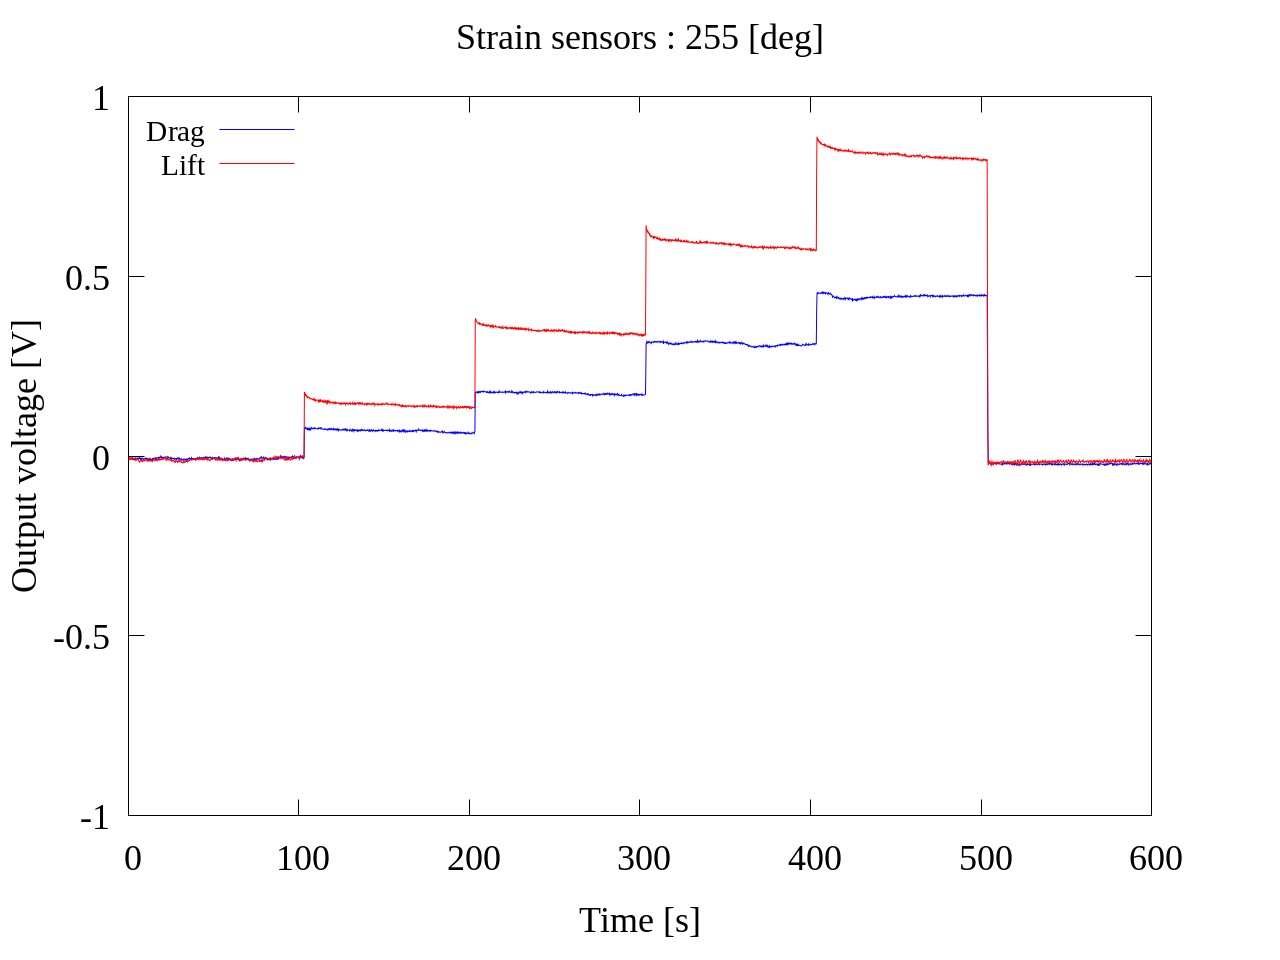 Strain sensors : 255 [deg]
Drag
Lift
1
0.5
0
-0.5
-1
Output voltage [V]
0 100 200 300 400 500 600
Time [s]